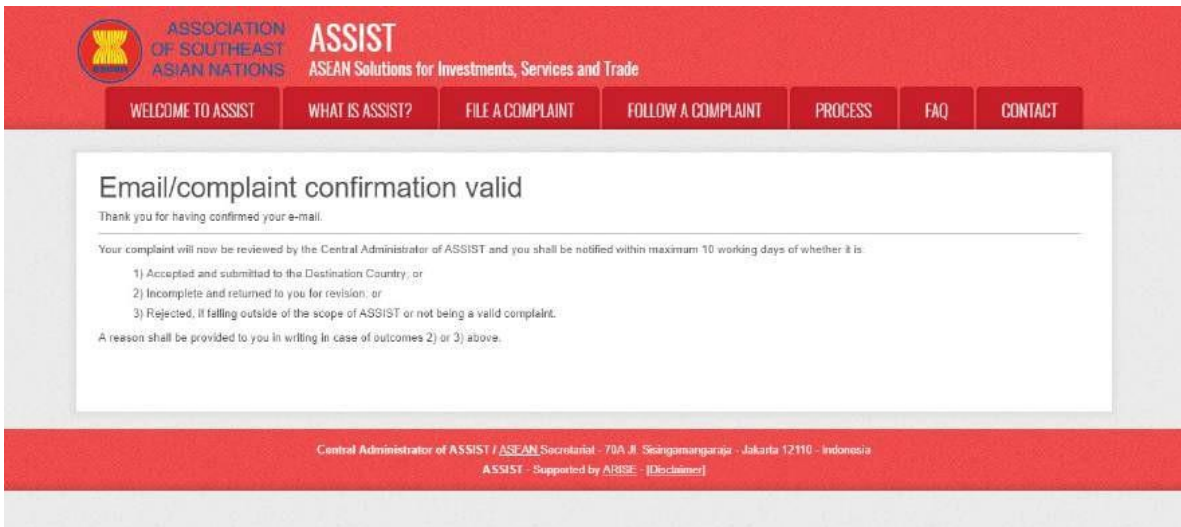 ASSOCIATION
OF SOUTHEAST
ASIAN NATIONS
ASSIST
ASEAN Solutions for Investments, Services and Trade
WELCOME TO ASSIST WHAT IS ASSIST? FILE A COMPLAINT FOLLOW A COMPLAINT PROCESS FAQ CONTACT
Email/complaint confirmation valid
Thank you for having confirmed your e-mail.
Your complaint will now be reviewed by the Central Administrator of ASSIST and you shall be notified within maximum 10 working days of whether it is:
1) Accepted and submitted to the Destination Country; or
2) Incomplete and returned to you for revision; or
3) Rejected, if falling outside of the scope of ASSIST or not being a valid complaint.
A reason shall be provided to you in writing in case of outcomes 2) or 3) above.
Central Administrator of ASSIST / ASEAN Secretariat - 70A Jl. Sisingamangaraja - Jakarta 12110 - Indonesia
ASSIST - Supported by ARISE - [Disclaimer]